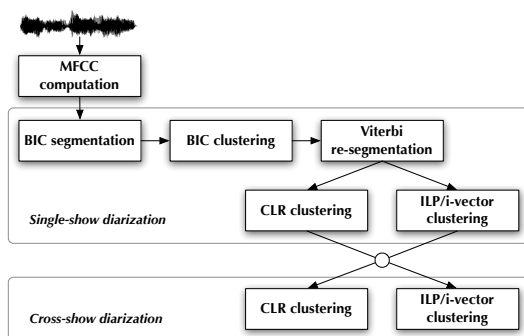 MFCC
computation
BIC segmentation
BIC clustering
Viterbi
re-segmentation
CLR clustering
ILP/i-vector
clustering
Single-show diarization
CLR clustering
ILP/i-vector
clustering
Cross-show diarization